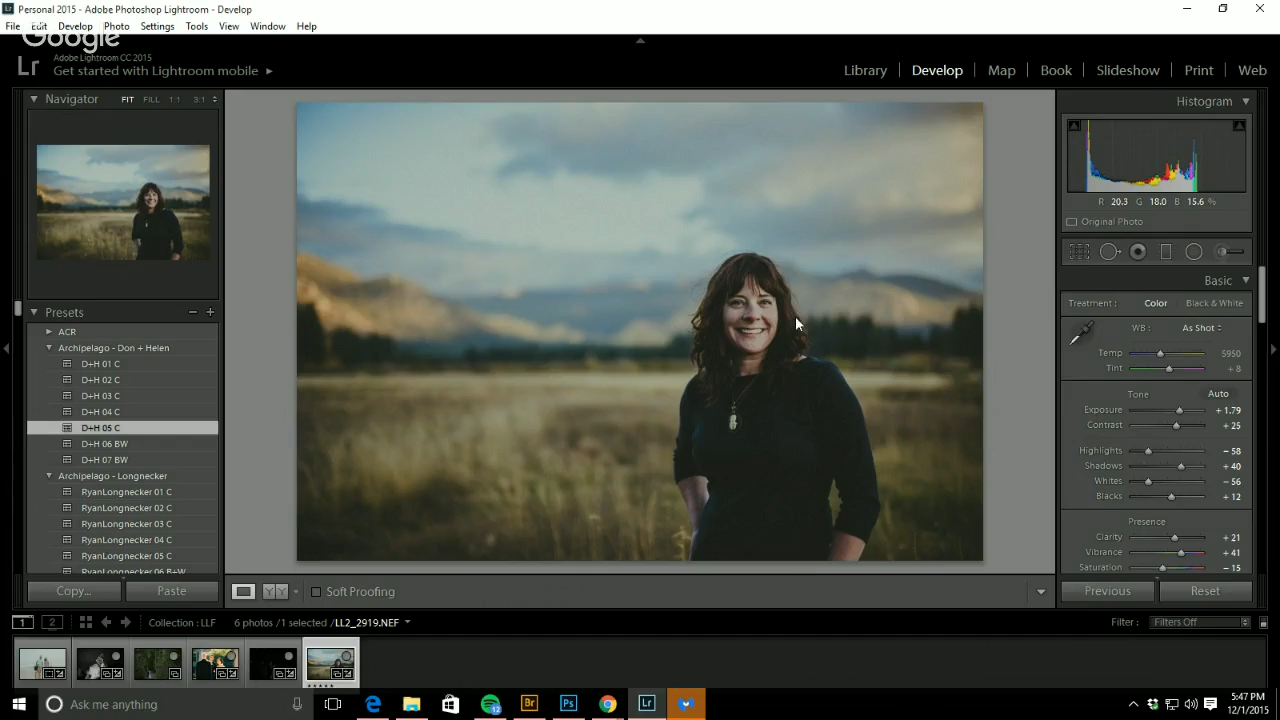 Personal 2015 - Adobe Photoshop Lightroom - Develop
File Edit Develop Photo Settings Tools View Window Help
Google
Lr
Adobe Lightroom CC 2015
Get started with Lightroom mobile
Library Develop Map Book Slideshow Print Web
Navigator FIT FILL 1:1 3:1
Histogram
R 20.3 G 18.0 B 15.6 %
Original Photo
Basic
Treatment : Color Black & White
WB : As Shot
Temp 5950
Tint + 8
Tone Auto
Exposure + 1.79
Contrast + 25
Highlights − 58
Shadows + 40
Whites − 56
Blacks + 12
Presence
Clarity + 21
Vibrance + 41
Saturation − 15
Previous Reset
Presets
ACR
Archipelago - Don + Helen
D+H 01 C
D+H 02 C
D+H 03 C
D+H 04 C
D+H 05 C
D+H 06 BW
D+H 07 BW
Archipelago - Longnecker
RyanLongnecker 01 C
RyanLongnecker 02 C
RyanLongnecker 03 C
RyanLongnecker 04 C
RyanLongnecker 05 C
RyanLongnecker 06 B+W
Copy... Paste
Y Y
Soft Proofing
1 2 Collection : LLF 6 photos / 1 selected / LL2_2919.NEF
Filter : Filters Off
Ask me anything
12
Br
Ps
Lr
5:47 PM
12/1/2015